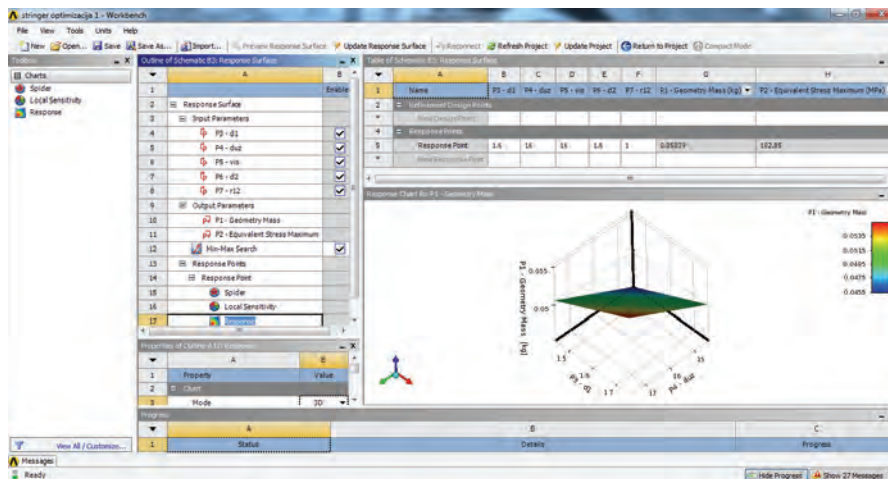 stringer optimizacija 1 - Workbench
File View Tools Units Help
New Open... Save Save As... Import... Preview Response Surface Update Response Surface Reconnect Refresh Project Update Project Return to Project Compact Mode
Toolbox
Charts
Spider
Local Sensitivity
Response
View All / Customize...
Outline of Schematic B3: Response Surface
A B
1 Enable
2 Response Surface
3 Input Parameters
4 P3 - d1
5 P4 - duz
6 P5 - vis
7 P6 - d2
8 P7 - r12
9 Output Parameters
10 P1 - Geometry Mass
11 P2 - Equivalent Stress Maximum
12 Min-Max Search
13 Response Points
14 Response Point
15 Spider
16 Local Sensitivity
17 Response
Properties of Outline A17: Response
A B
1 Property Value
2 Chart
3 Mode 3D
Table of Schematic B3: Response Surface
A B C D E F G H
1 Name P3 - d1 P4 - duz P5 - vis P6 - d2 P7 - r12 P1 - Geometry Mass (kg) P2 - Equivalent Stress Maximum (MPa)
2 Refinement Design Points
* New Design Point
4 Response Points
5 Response Point 1.6 16 16 1.6 1 102.85
* New Response Point
Response Chart for P1 - Geometry Mass
P1 - Geometry Mass
0.0535
0.0515
0.0495
0.0475
0.0455
P1 - Geometry Mass [kg]
0.055
0.05
1.5
1.6
1.7
P3 - d1
15
16
17
P4 - duz
Progress
A B C
1 Status Details Progress
Messages
Ready
Hide Progress Show 27 Messages